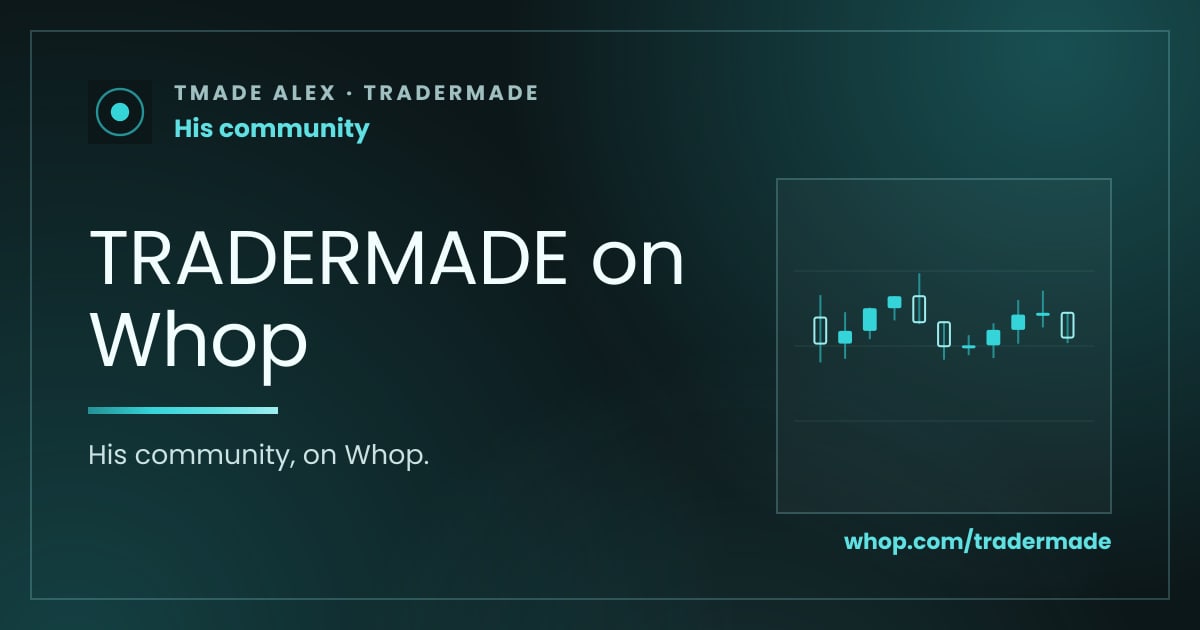 TMADE ALEX · TRADERMADE
His community
TRADERMADE on
Whop
His community, on Whop.
whop.com/tradermade